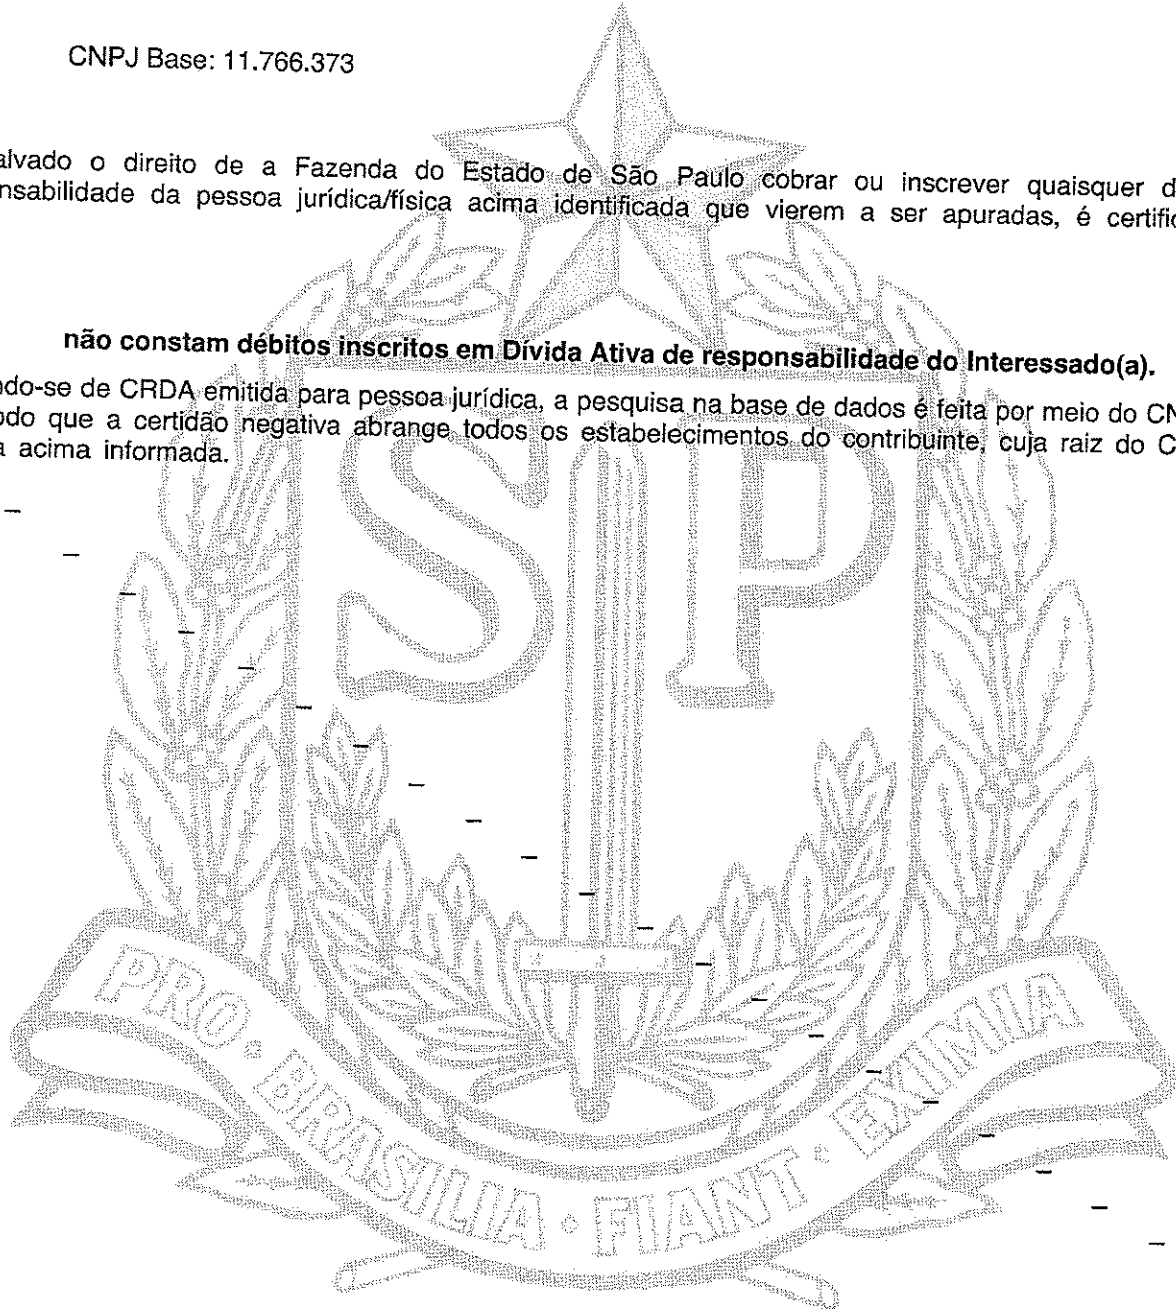 CNPJ Base: 11.766.373
alvado o direito de a Fazenda do Estado de São Paulo cobrar ou inscrever quaisquer d
nsabilidade da pessoa jurídica/física acima identificada que vierem a ser apuradas, é certific
não constam débitos inscritos em Dívida Ativa de responsabilidade do Interessado(a).
ndo-se de CRDA emitida para pessoa jurídica, a pesquisa na base de dados é feita por meio do CN
odo que a certidão negativa abrange todos os estabelecimentos do contribuinte, cuja raiz do C
a acima informada.
SP
PRO · BRASILIA · FIANT · EXIMIA